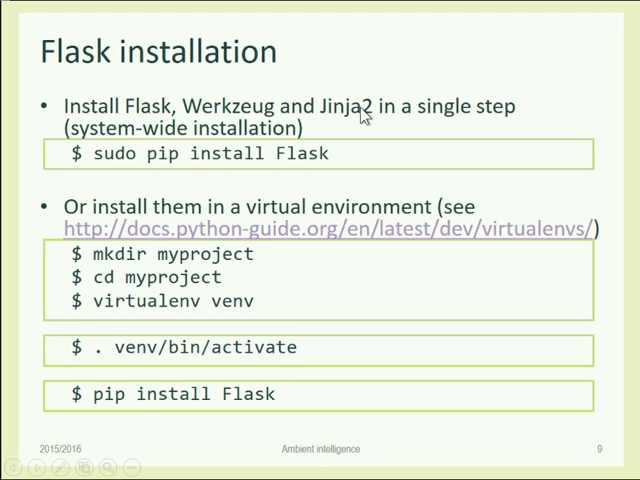 Flask installation
• Install Flask, Werkzeug and Jinja2 in a single step
(system-wide installation)
$ sudo pip install Flask
• Or install them in a virtual environment (see
http://docs.python-guide.org/en/latest/dev/virtualenvs/)
$ mkdir myproject
$ cd myproject
$ virtualenv venv
$ . venv/bin/activate
$ pip install Flask
2015/2016
Ambient intelligence
9